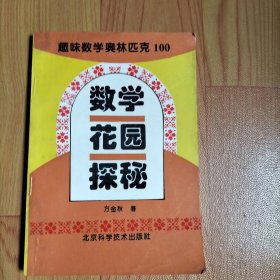 趣味数学奥林匹克100
数学
花园
探秘
方金秋 著
北京科学技术出版社